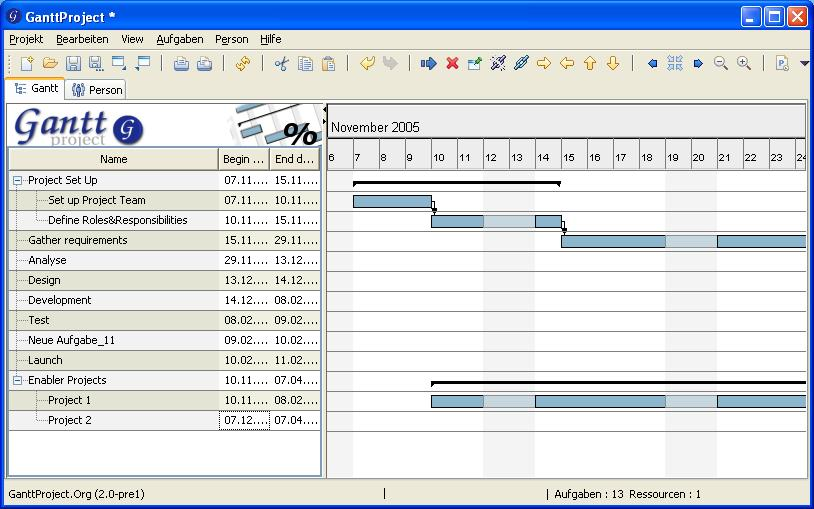 GanttProject *
Projekt Bearbeiten View Aufgaben Person Hilfe
Gantt Person
Gantt G
project
%
November 2005
Name Begin ... End d...
6 7 8 9 10 11 12 13 14 15 16 17 18 19 20 21 22 23 24
Project Set Up 07.11.... 15.11....
Set up Project Team 07.11.... 10.11....
Define Roles&Responsibilities 10.11.... 15.11....
Gather requirements 15.11.... 29.11....
Analyse 29.11.... 13.12....
Design 13.12.... 14.12....
Development 14.12.... 08.02....
Test 08.02.... 09.02....
Neue Aufgabe_11 09.02.... 10.02....
Launch 10.02.... 11.02....
Enabler Projects 10.11.... 07.04....
Project 1 10.11.... 08.02....
Project 2 07.12.... 07.04....
GanttProject.Org (2.0-pre1) Aufgaben : 13 Ressourcen : 1